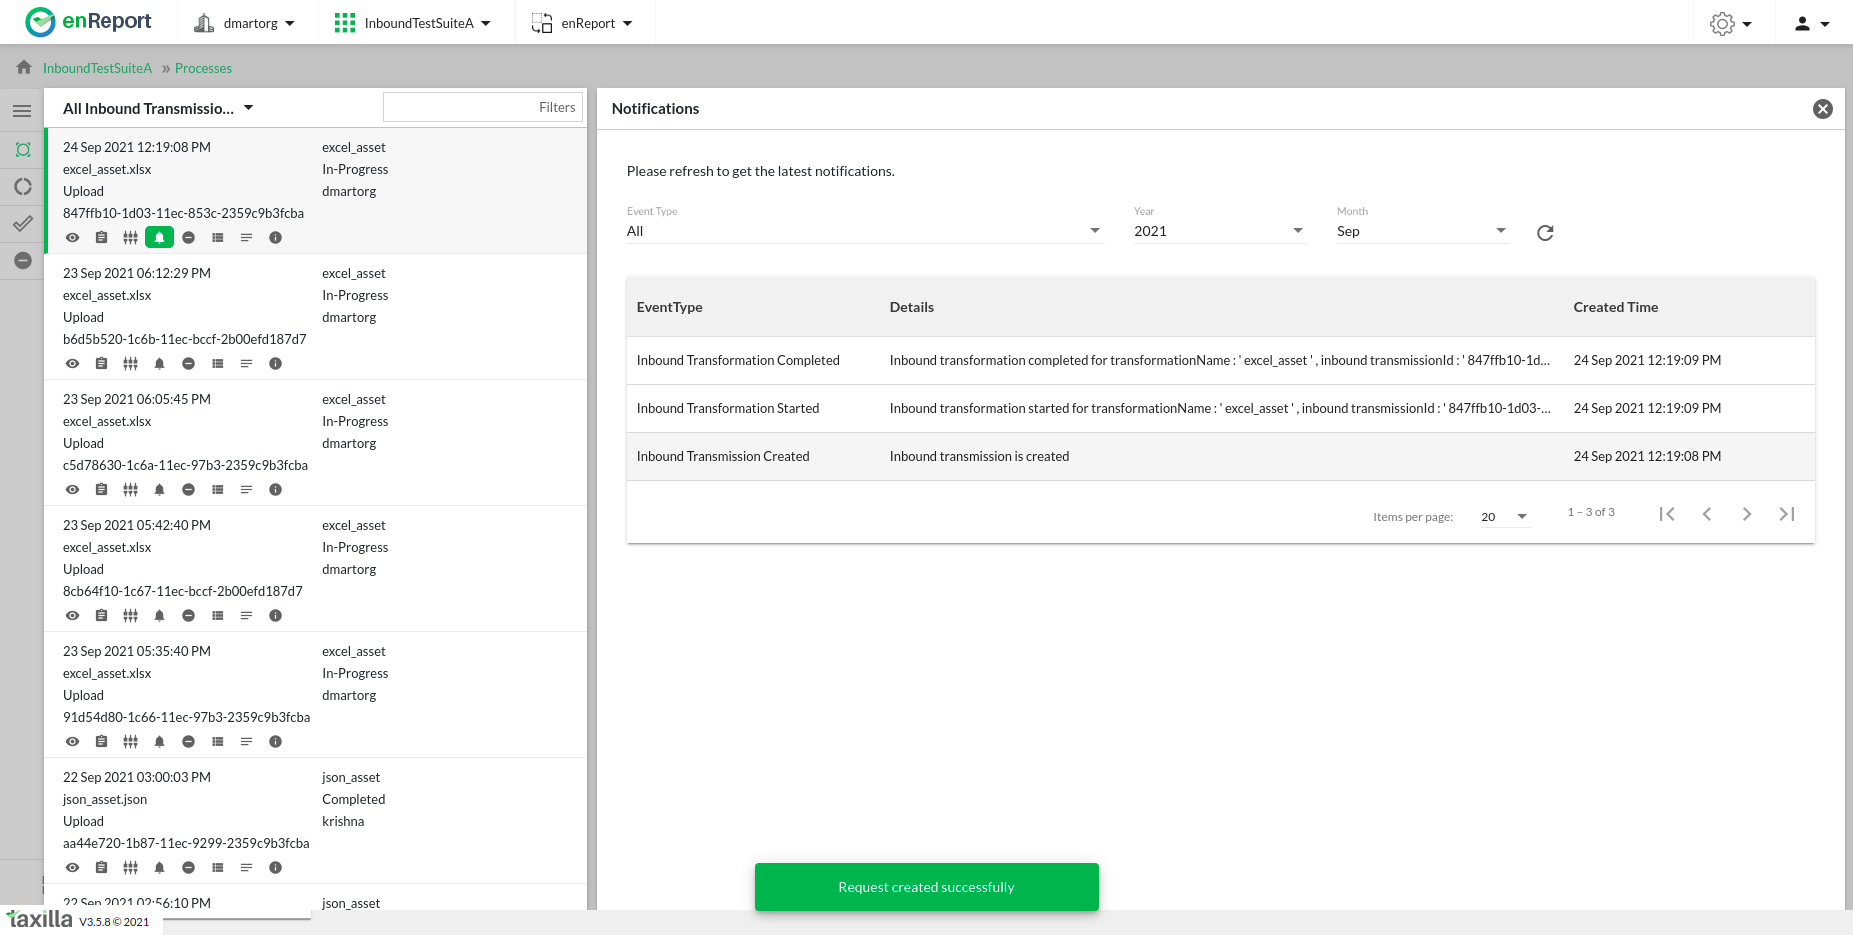 enReport
dmartorg
InboundTestSuiteA
enReport
InboundTestSuiteA » Processes
All Inbound Transmissio...
Filters
24 Sep 2021 12:19:08 PM excel_asset
excel_asset.xlsx In-Progress
Upload dmartorg
847ffb10-1d03-11ec-853c-2359c9b3fcba
23 Sep 2021 06:12:29 PM excel_asset
excel_asset.xlsx In-Progress
Upload dmartorg
b6d5b520-1c6b-11ec-bccf-2b00efd187d7
23 Sep 2021 06:05:45 PM excel_asset
excel_asset.xlsx In-Progress
Upload dmartorg
c5d78630-1c6a-11ec-97b3-2359c9b3fcba
23 Sep 2021 05:42:40 PM excel_asset
excel_asset.xlsx In-Progress
Upload dmartorg
8cb64f10-1c67-11ec-bccf-2b00efd187d7
23 Sep 2021 05:35:40 PM excel_asset
excel_asset.xlsx In-Progress
Upload dmartorg
91d54d80-1c66-11ec-97b3-2359c9b3fcba
22 Sep 2021 03:00:03 PM json_asset
json_asset.json Completed
Upload krishna
aa44e720-1b87-11ec-9299-2359c9b3fcba
22 Sep 2021 02:56:10 PM json_asset
Notifications
Please refresh to get the latest notifications.
Event Type Year Month
All 2021 Sep
EventType Details Created Time
Inbound Transformation Completed Inbound transformation completed for transformationName : ' excel_asset ' , inbound transmissionId : ' 847ffb10-1d... 24 Sep 2021 12:19:09 PM
Inbound Transformation Started Inbound transformation started for transformationName : ' excel_asset ' , inbound transmissionId : ' 847ffb10-1d03-... 24 Sep 2021 12:19:09 PM
Inbound Transmission Created Inbound transmission is created 24 Sep 2021 12:19:08 PM
Items per page: 20 1 – 3 of 3
Request created successfully
taxilla V3.5.8 © 2021